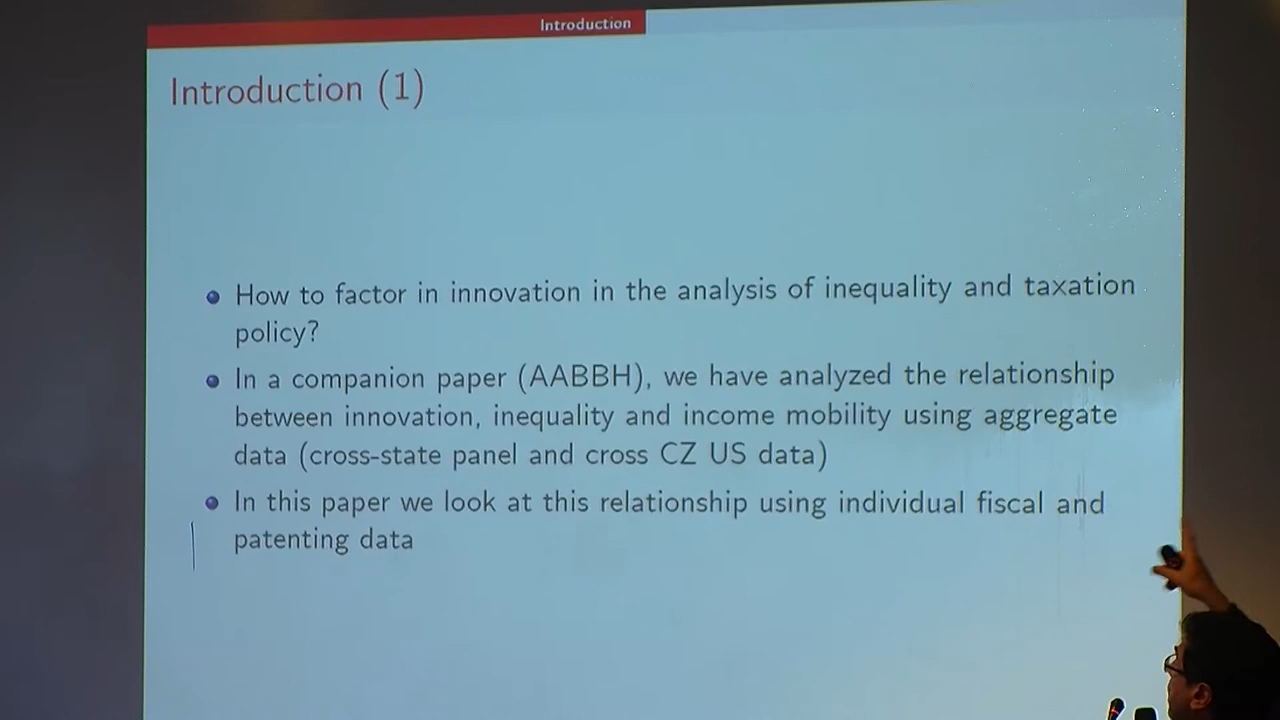 Introduction
Introduction (1)
How to factor in innovation in the analysis of inequality and taxation
policy?
In a companion paper (AABBH), we have analyzed the relationship
between innovation, inequality and income mobility using aggregate
data (cross-state panel and cross CZ US data)
In this paper we look at this relationship using individual fiscal and
patenting data